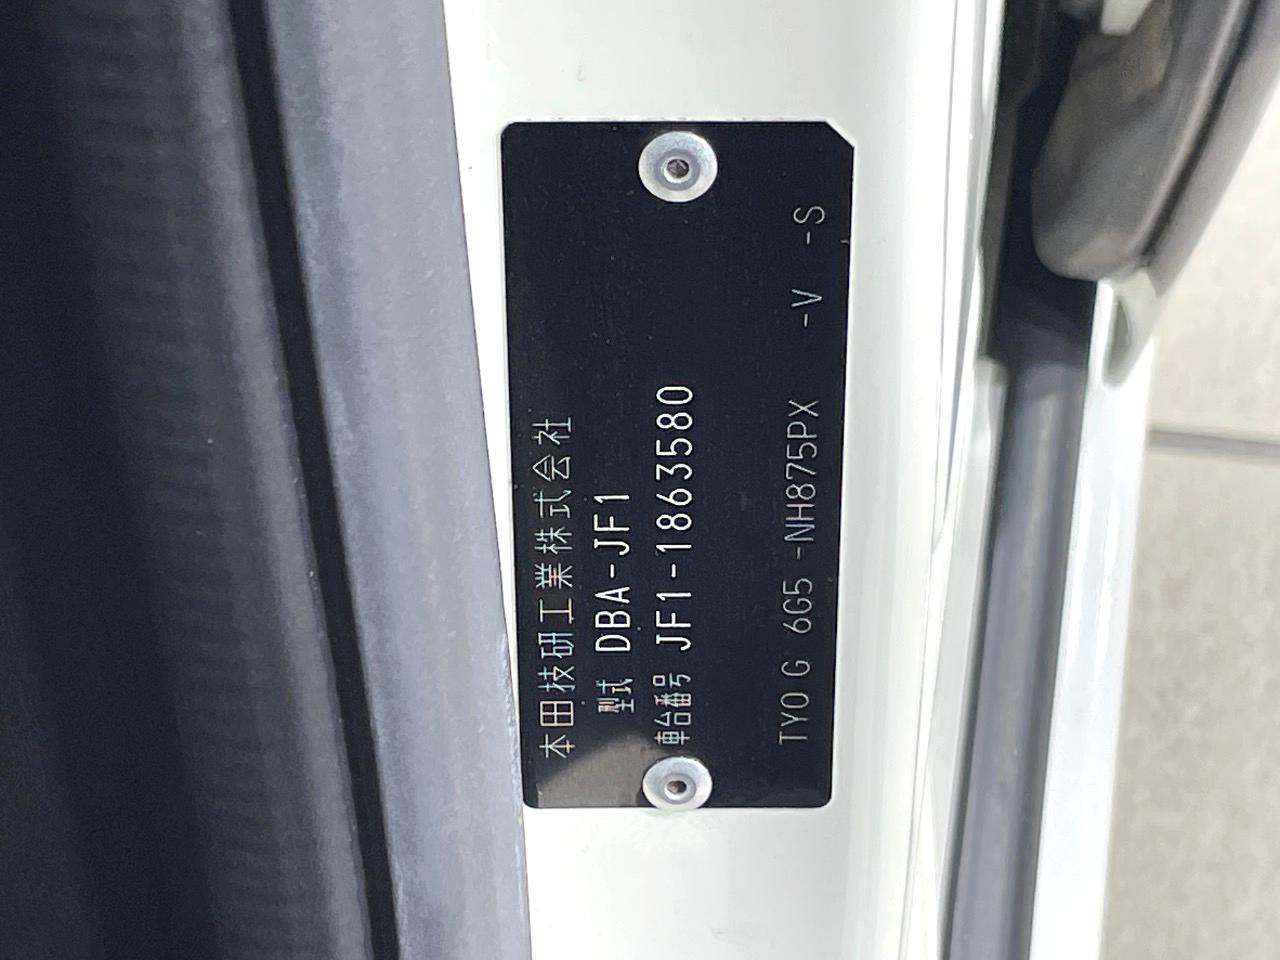 本田技研工業株式会社
型式 DBA-JF1
車台番号 JF1-1863580
TYO G 6G5 -NH875PX -V -S